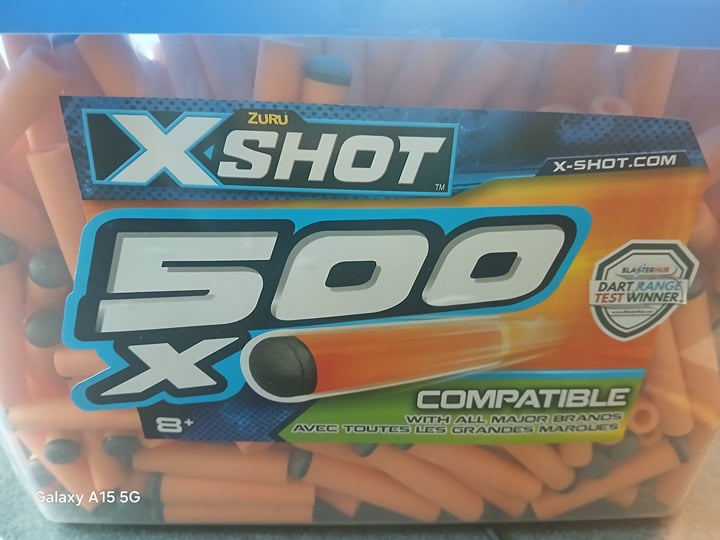 ZURU
X SHOT
TM
X-SHOT.COM
500
X
BLASTERHUB
DART RANGE
TEST WINNER
COMPATIBLE
WITH ALL MAJOR BRANDS
AVEC TOUTES LES GRANDES MARQUES
8+
Galaxy A15 5G